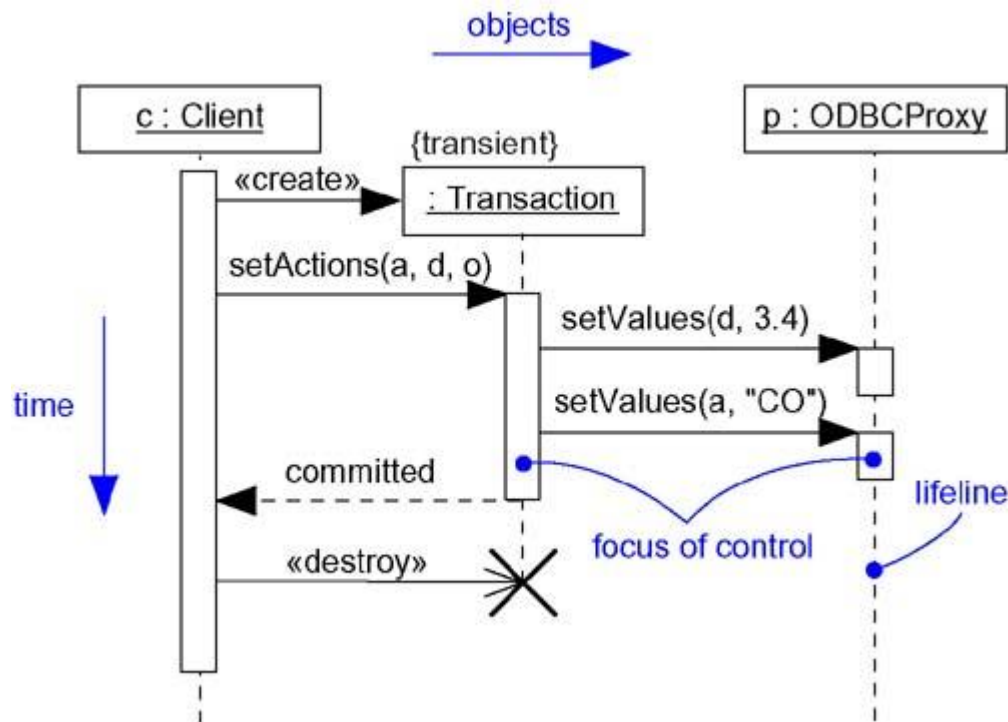 objects
c : Client
p : ODBCProxy
{transient}
«create»
: Transaction
setActions(a, d, o)
setValues(d, 3.4)
time
setValues(a, "CO")
committed
lifeline
focus of control
«destroy»